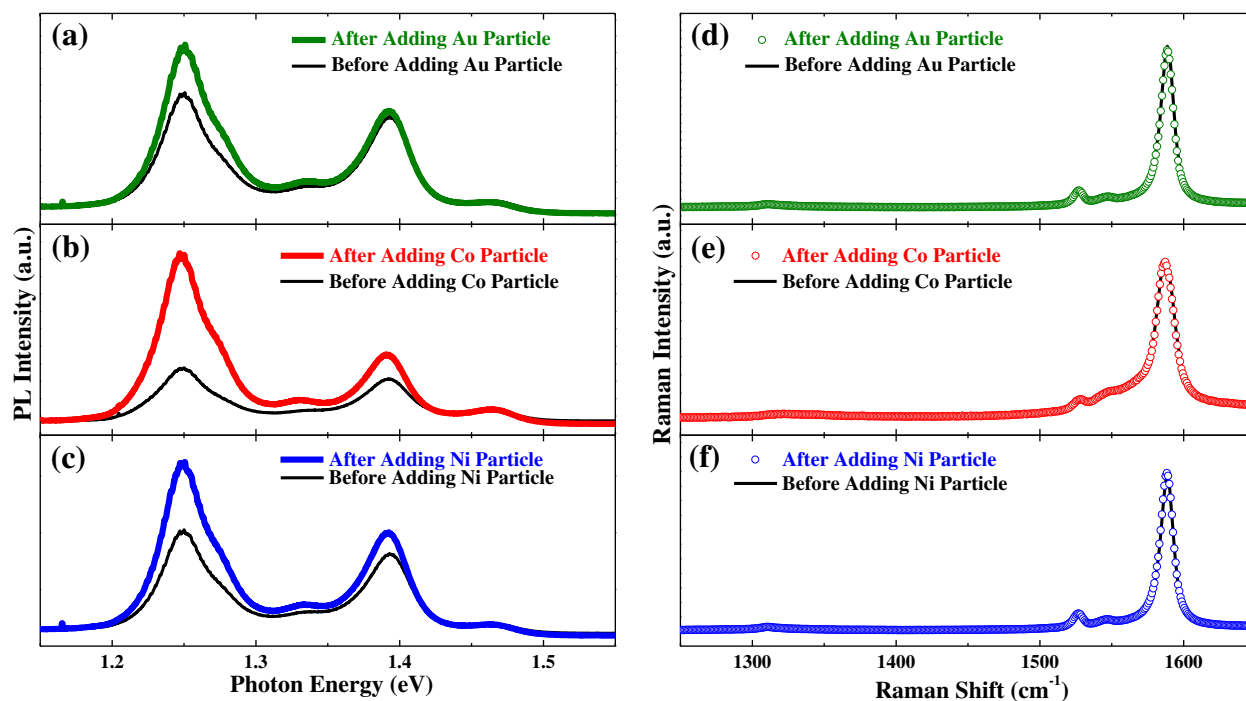 (a)
After Adding Au Particle
Before Adding Au Particle
(b)
After Adding Co Particle
Before Adding Co Particle
(c)
After Adding Ni Particle
Before Adding Ni Particle
PL Intensity (a.u.)
1.2 1.3 1.4 1.5
Photon Energy (eV)
(d)
After Adding Au Particle
Before Adding Au Particle
(e)
After Adding Co Particle
Before Adding Co Particle
(f)
After Adding Ni Particle
Before Adding Ni Particle
Raman Intensity (a.u.)
1300 1400 1500 1600
Raman Shift (cm⁻¹)